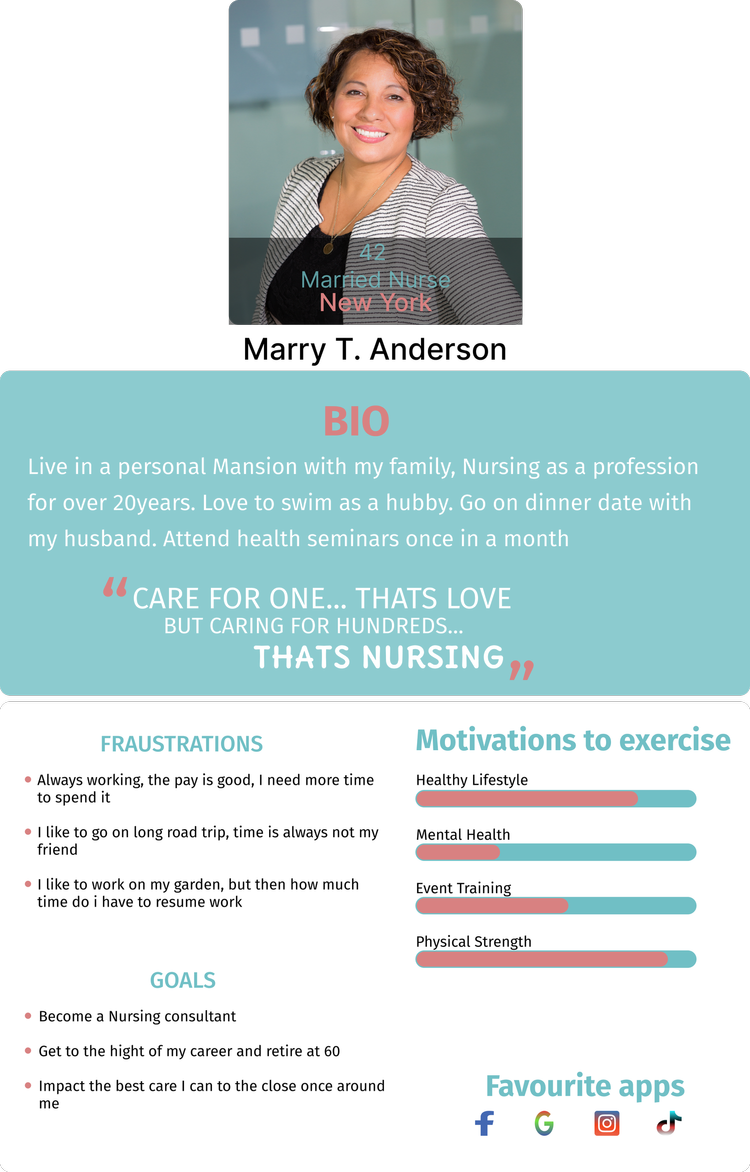 42
Married Nurse
New York
Marry T. Anderson
BIO
Live in a personal Mansion with my family, Nursing as a profession
for over 20years. Love to swim as a hubby. Go on dinner date with
my husband. Attend health seminars once in a month
“CARE FOR ONE... THATS LOVE
BUT CARING FOR HUNDREDS...
THATS NURSING”
FRAUSTRATIONS
Always working, the pay is good, I need more time
to spend it
I like to go on long road trip, time is always not my
friend
I like to work on my garden, but then how much
time do i have to resume work
GOALS
Become a Nursing consultant
Get to the hight of my career and retire at 60
Impact the best care I can to the close once around
me
Motivations to exercise
Healthy Lifestyle
Mental Health
Event Training
Physical Strength
Favourite apps